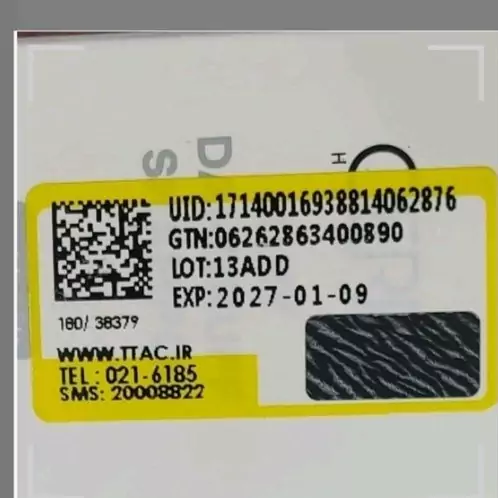 UID:17140016938814062876
GTN:06262863400890
LOT:13ADD
EXP:2027-01-09
180/ 38379
WWW.TTAC.IR
TEL : 021-6185
SMS: 20008822